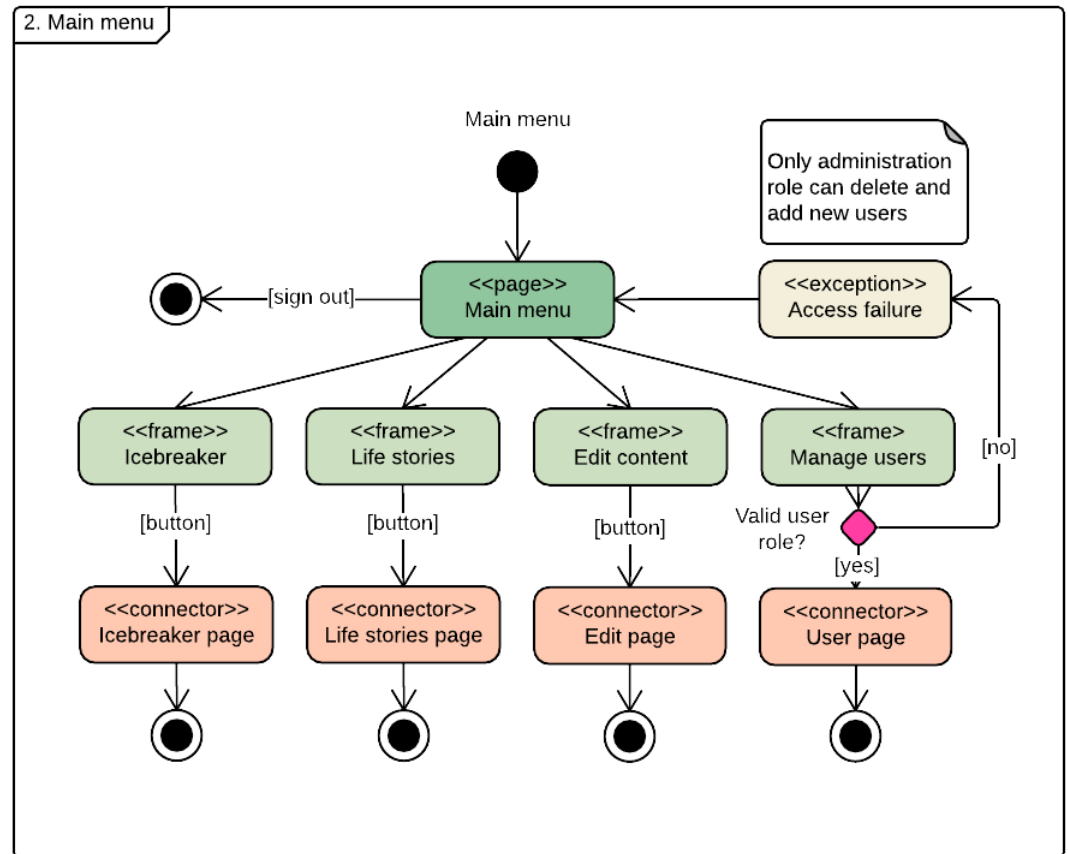 2. Main menu
Main menu
Only administration
role can delete and
add new users
[sign out]
<<page>>
Main menu
<<exception>>
Access failure
<<frame>>
Icebreaker
<<frame>>
Life stories
<<frame>>
Edit content
<<frame>
Manage users
[no]
[button]
[button]
[button]
Valid user
role?
[yes]
<<connector>>
Icebreaker page
<<connector>>
Life stories page
<<connector>>
Edit page
<<connector>>
User page